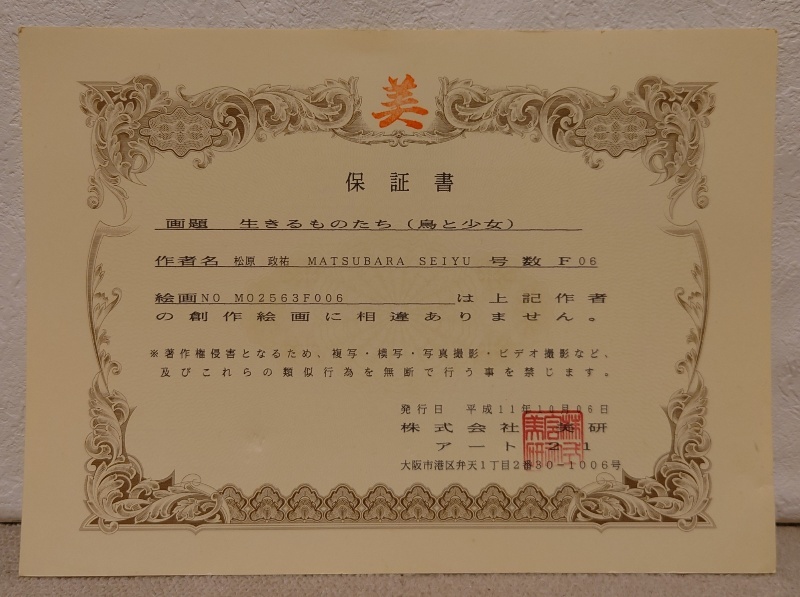 美
保証書
画題 生きるものたち(鳥と少女)
作者名 松原 政祐 MATSUBARA SEIYU 号数 F06
絵画NO MO2563F006 は上記作者
の創作絵画に相違ありません。
※著作権侵害となるため、複写・模写・写真撮影・ビデオ撮影など、
及びこれらの類似行為を無断で行う事を禁じます。
発行日 平成11年10月06日
株式会社 美研
アート21
大阪市港区弁天1丁目2番30-1006号